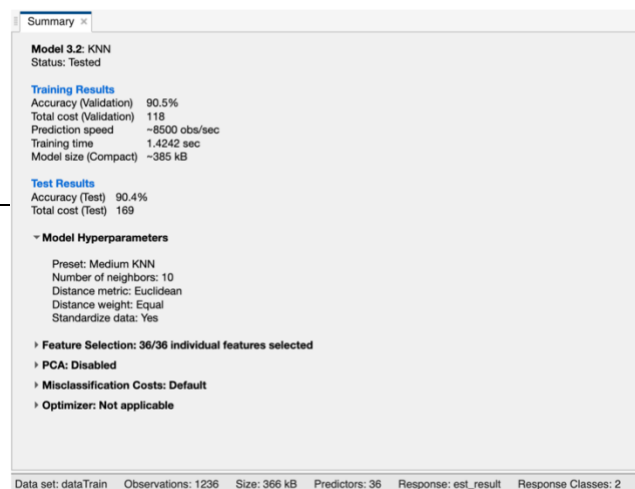 Summary ×
Model 3.2: KNN
Status: Tested
Training Results
Accuracy (Validation) 90.5%
Total cost (Validation) 118
Prediction speed ~8500 obs/sec
Training time 1.4242 sec
Model size (Compact) ~385 kB
Test Results
Accuracy (Test) 90.4%
Total cost (Test) 169
Model Hyperparameters
Preset: Medium KNN
Number of neighbors: 10
Distance metric: Euclidean
Distance weight: Equal
Standardize data: Yes
Feature Selection: 36/36 individual features selected
PCA: Disabled
Misclassification Costs: Default
Optimizer: Not applicable
Data set: dataTrain Observations: 1236 Size: 366 kB Predictors: 36 Response: est_result Response Classes: 2